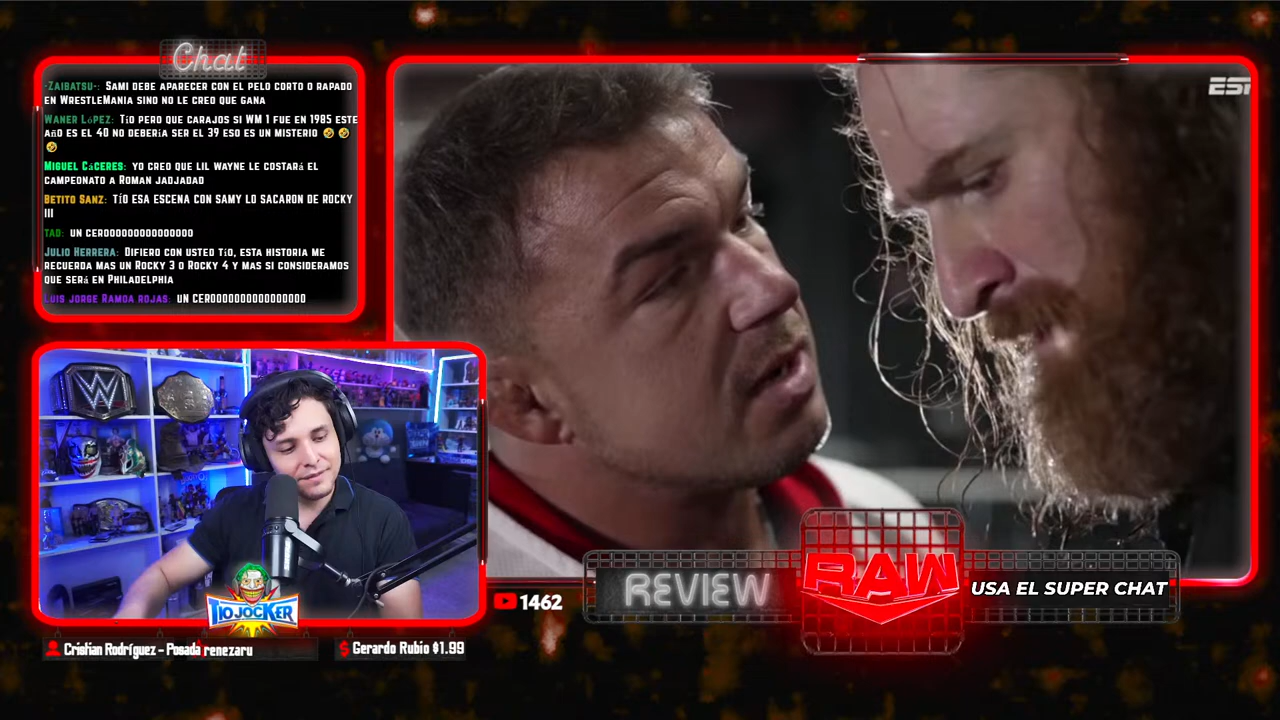 Chat
-Zaibatsu-: Sami debe aparecer con el pelo corto o rapado
en WrestleMania sino no le creo que gana
Waner López: Tío pero que carajos si WM 1 fue en 1985 este
año es el 40 no debería ser el 39 eso es un misterio 🤣 🤣
🤣
Miguel Cáceres: yo creo que Lil Wayne le costará el
campeonato a Roman jadjadad
Betito Sanz: Tío esa escena con Samy lo sacaron de Rocky
III
Tad: un ceroooooooooooooooo
Julio Herrera: Difiero con usted Tío, esta historia me
recuerda mas un Rocky 3 o Rocky 4 y mas si consideramos
que será en Philadelphia
Luis Jorge Ramoa Rojas: un ceroooooooooooooooo
ESP
W
TIO JOCKER
1462
REVIEW
RAW
USA EL SUPER CHAT
Cristian Rodríguez - Posada renezaru
$ Gerardo Rubio $1.99